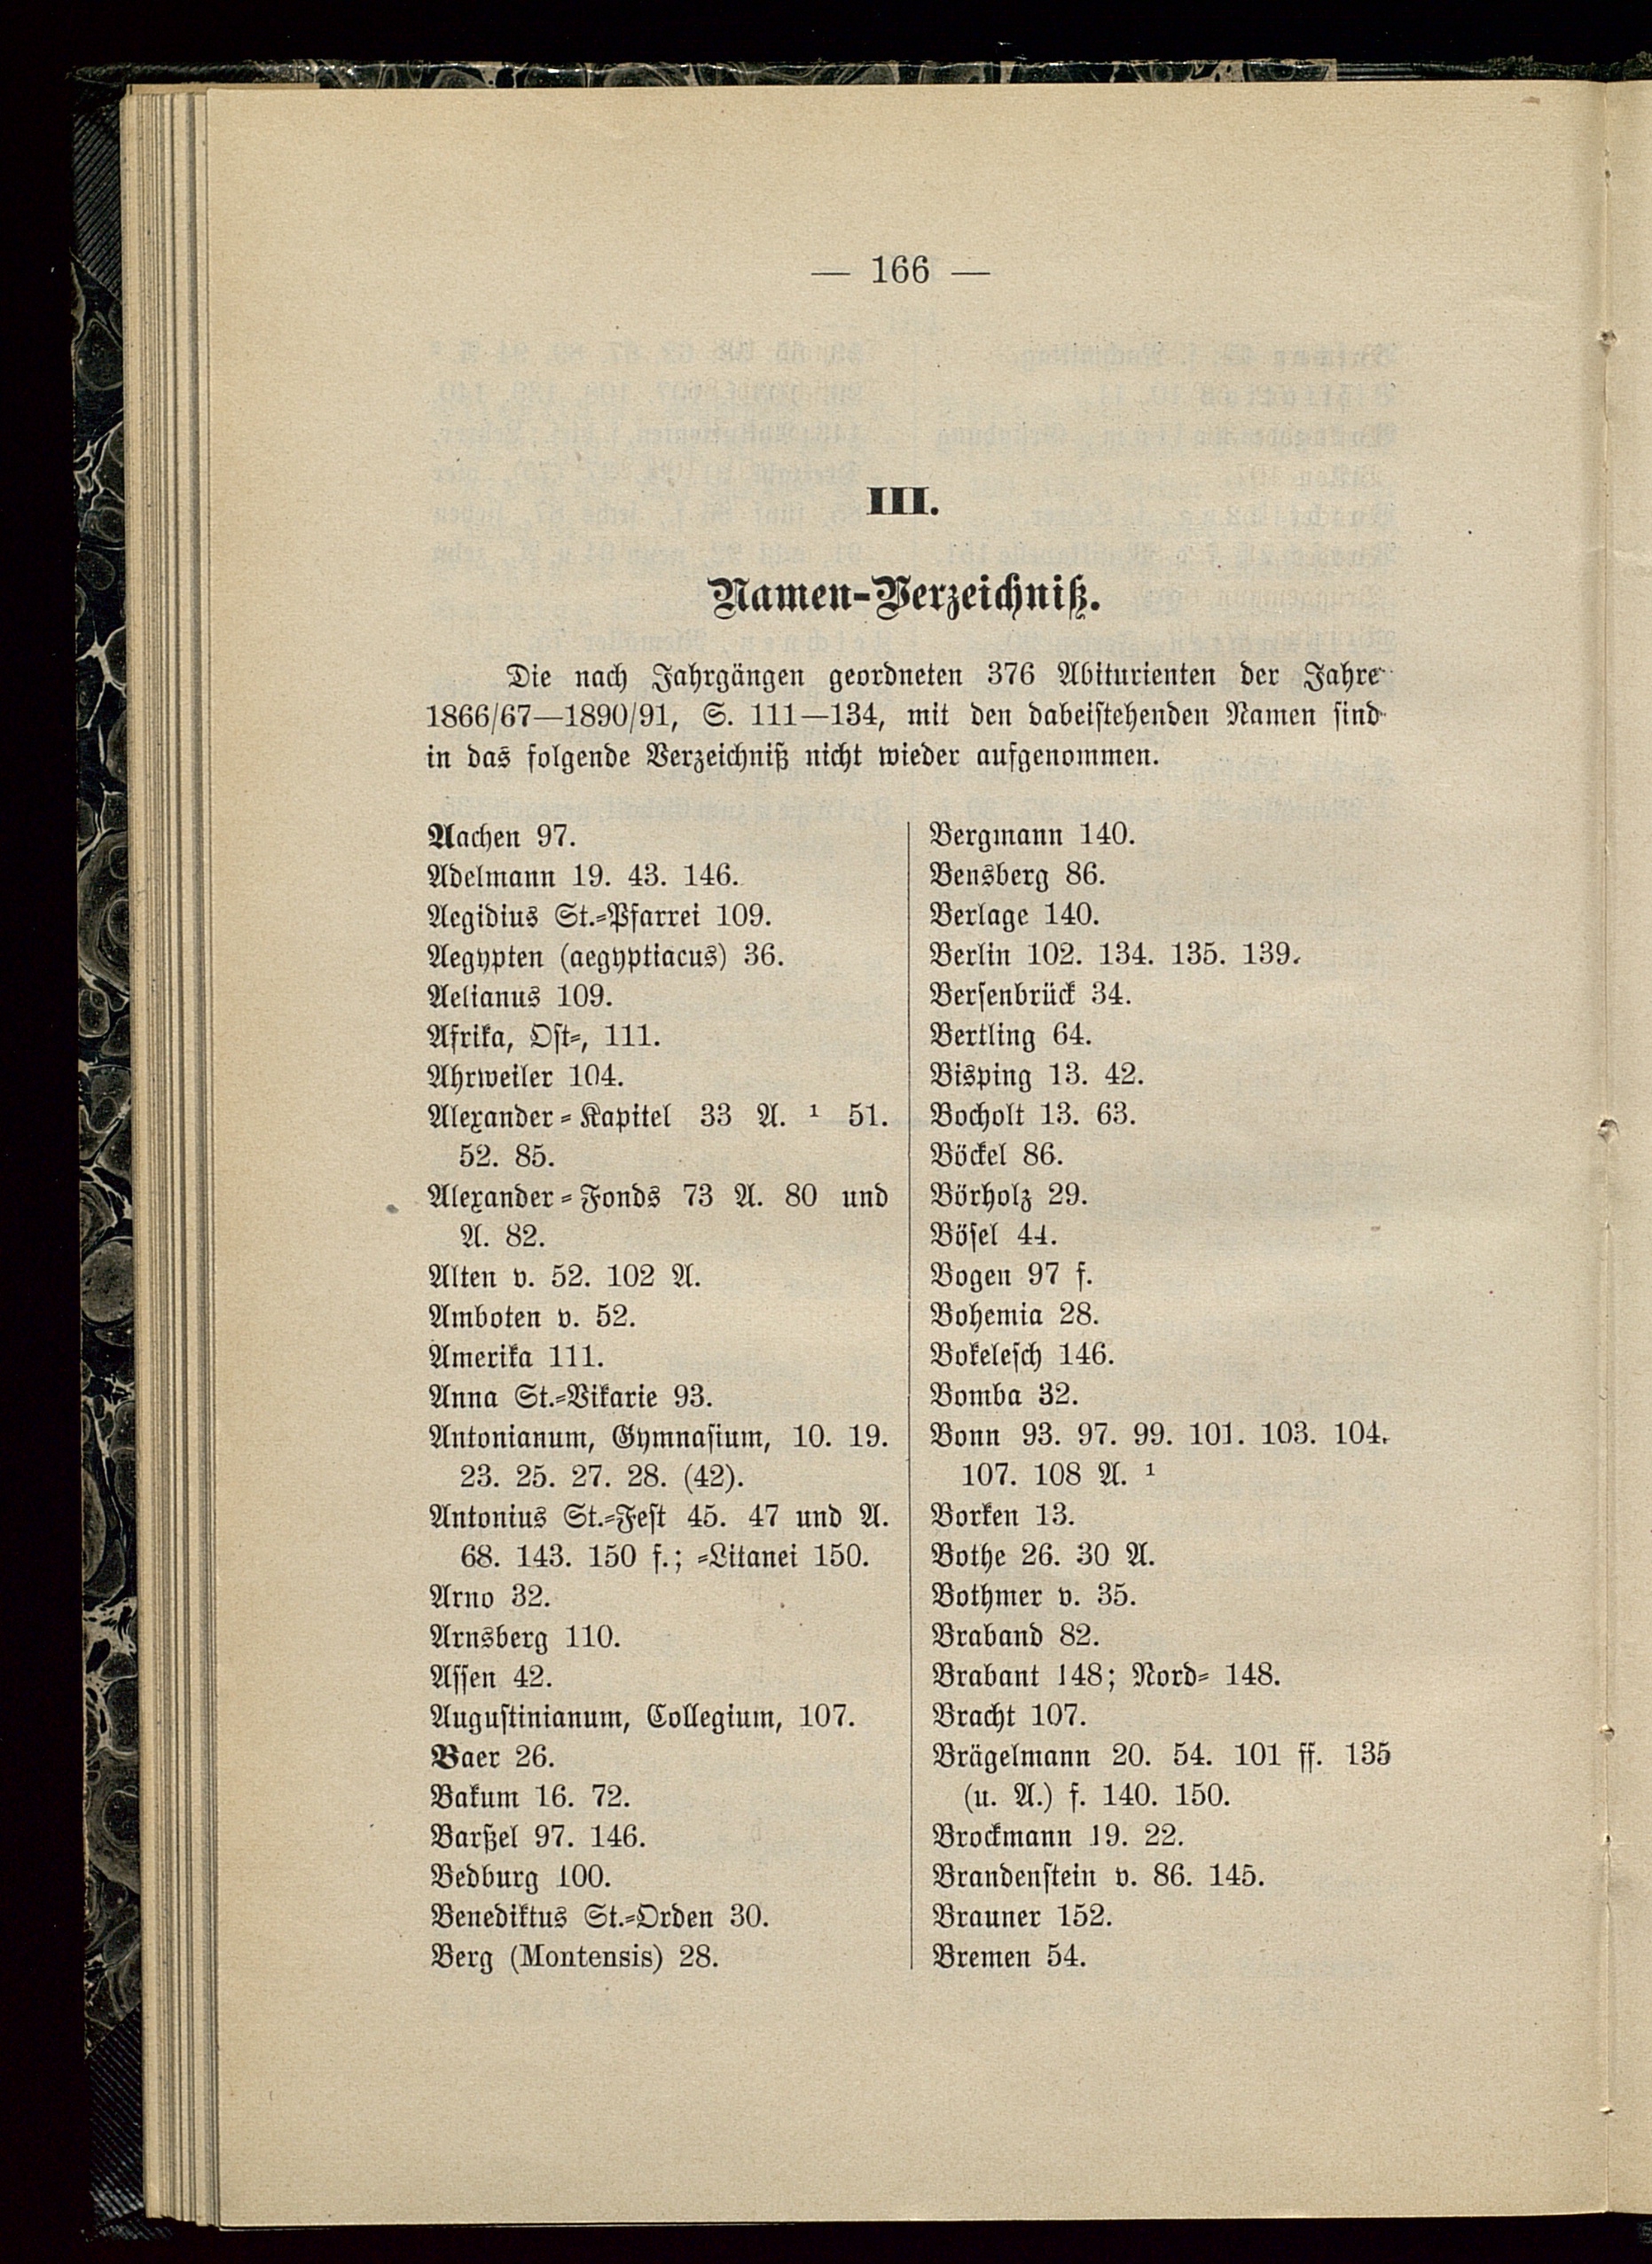 — 166 —
III.
Namen-Verzeichniß.
Die nach Jahrgängen geordneten 376 Abiturienten der Jahre
1866/67—1890/91, S. 111—134, mit den dabeistehenden Namen sind
in das folgende Verzeichniß nicht wieder aufgenommen.
Aachen 97.
Adelmann 19. 43. 146.
Aegidius St.-Pfarrei 109.
Aegypten (aegyptiacus) 36.
Aelianus 109.
Afrika, Ost-, 111.
Ahrweiler 104.
Alexander-Kapitel 33 A. ¹ 51.
52. 85.
Alexander-Fonds 73 A. 80 und
A. 82.
Alten v. 52. 102 A.
Amboten v. 52.
Amerika 111.
Anna St.-Vikarie 93.
Antonianum, Gymnasium, 10. 19.
23. 25. 27. 28. (42).
Antonius St.-Fest 45. 47 und A.
68. 143. 150 f.; -Litanei 150.
Arno 32.
Arnsberg 110.
Assen 42.
Augustinianum, Collegium, 107.
Baer 26.
Bakum 16. 72.
Barßel 97. 146.
Bedburg 100.
Benediktus St.-Orden 30.
Berg (Montensis) 28.
Bergmann 140.
Bensberg 86.
Berlage 140.
Berlin 102. 134. 135. 139.
Bersenbrück 34.
Bertling 64.
Bisping 13. 42.
Bocholt 13. 63.
Böckel 86.
Börholz 29.
Bösel 44.
Bogen 97 f.
Bohemia 28.
Bokelesch 146.
Bomba 32.
Bonn 93. 97. 99. 101. 103. 104.
107. 108 A. ¹
Borken 13.
Bothe 26. 30 A.
Bothmer v. 35.
Braband 82.
Brabant 148; Nord- 148.
Bracht 107.
Brägelmann 20. 54. 101 ff. 135
(u. A.) f. 140. 150.
Brockmann 19. 22.
Brandenstein v. 86. 145.
Brauner 152.
Bremen 54.